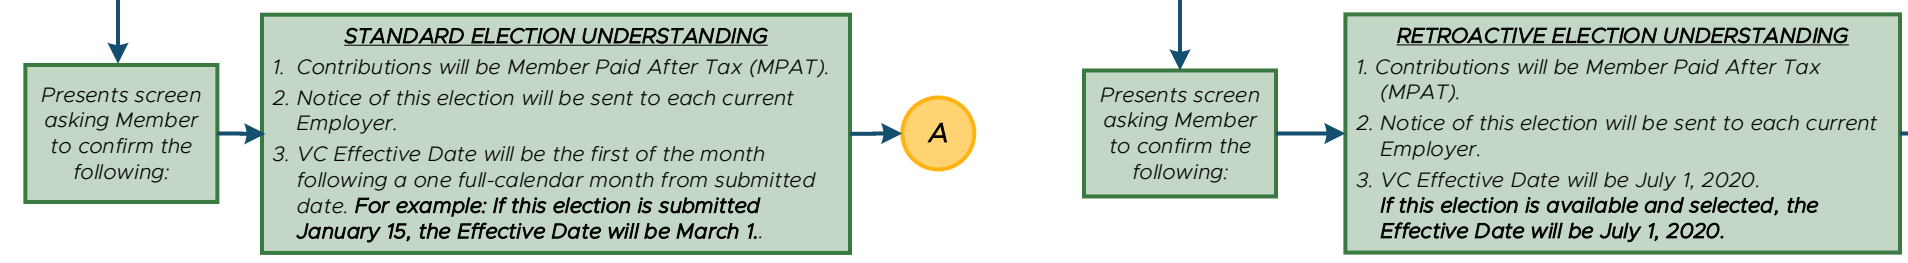 Presents screen
asking Member
to confirm the
following:
STANDARD ELECTION UNDERSTANDING
1. Contributions will be Member Paid After Tax (MPAT).
2. Notice of this election will be sent to each current
Employer.
3. VC Effective Date will be the first of the month
following a one full-calendar month from submitted
date. For example: If this election is submitted
January 15, the Effective Date will be March 1..
A
Presents screen
asking Member
to confirm the
following:
RETROACTIVE ELECTION UNDERSTANDING
1. Contributions will be Member Paid After Tax
(MPAT).
2. Notice of this election will be sent to each current
Employer.
3. VC Effective Date will be July 1, 2020.
If this election is available and selected, the
Effective Date will be July 1, 2020.